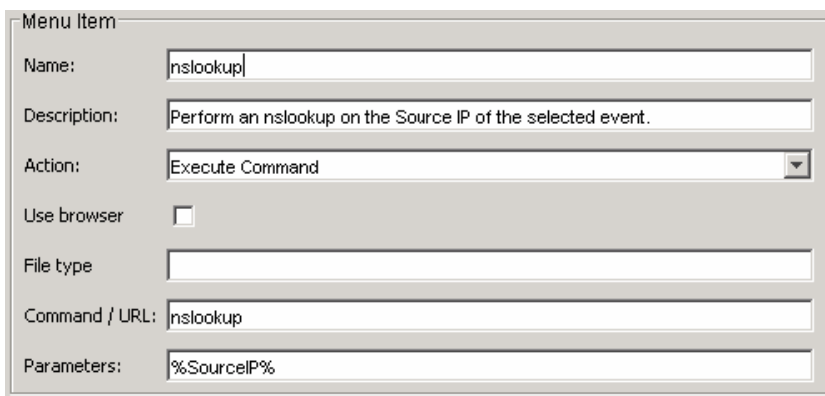 Menu Item
Name: nslookup
Description: Perform an nslookup on the Source IP of the selected event.
Action: Execute Command
Use browser
File type
Command / URL: nslookup
Parameters: %SourceIP%